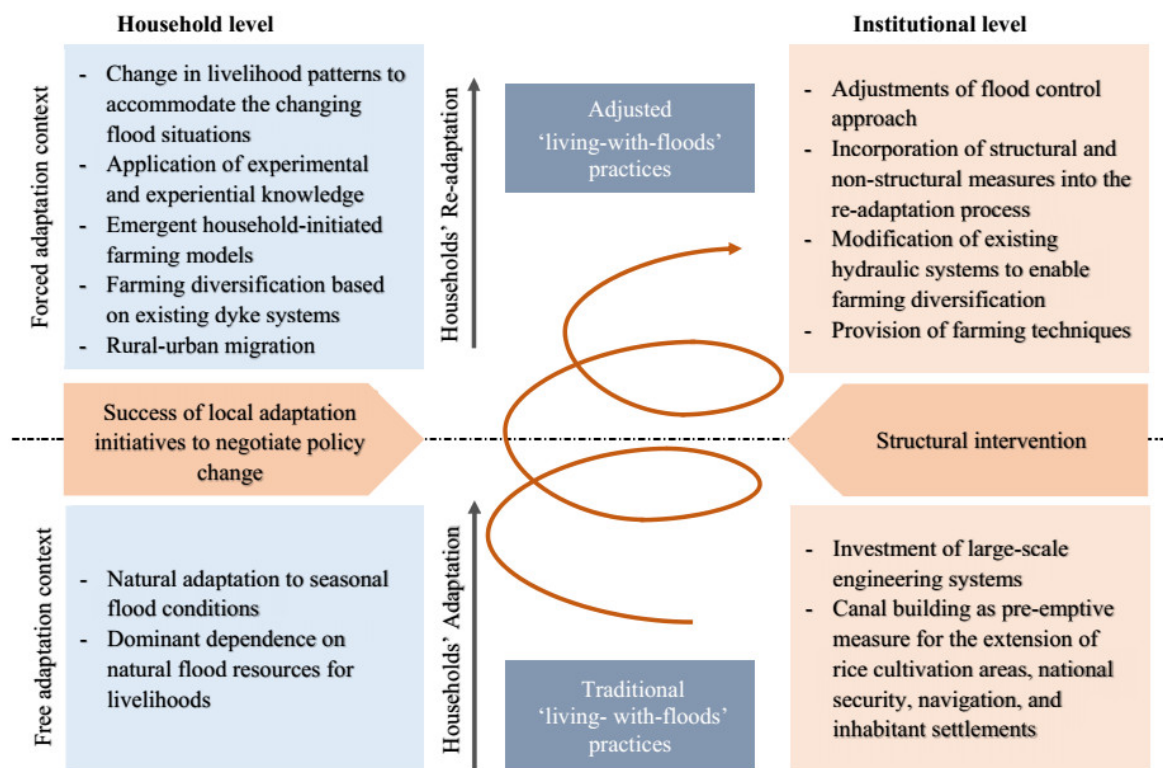 Household level
Institutional level
Forced adaptation context
- Change in livelihood patterns to
accommodate the changing
flood situations
- Application of experimental
and experiential knowledge
- Emergent household-initiated
farming models
- Farming diversification based
on existing dyke systems
- Rural-urban migration
Households’ Re-adaptation
Adjusted
‘living-with-floods’
practices
- Adjustments of flood control
approach
- Incorporation of structural and
non-structural measures into the
re-adaptation process
- Modification of existing
hydraulic systems to enable
farming diversification
- Provision of farming techniques
Success of local adaptation
initiatives to negotiate policy
change
Structural intervention
Free adaptation context
- Natural adaptation to seasonal
flood conditions
- Dominant dependence on
natural flood resources for
livelihoods
Households’ Adaptation
Traditional
‘living- with-floods’
practices
- Investment of large-scale
engineering systems
- Canal building as pre-emptive
measure for the extension of
rice cultivation areas, national
security, navigation, and
inhabitant settlements